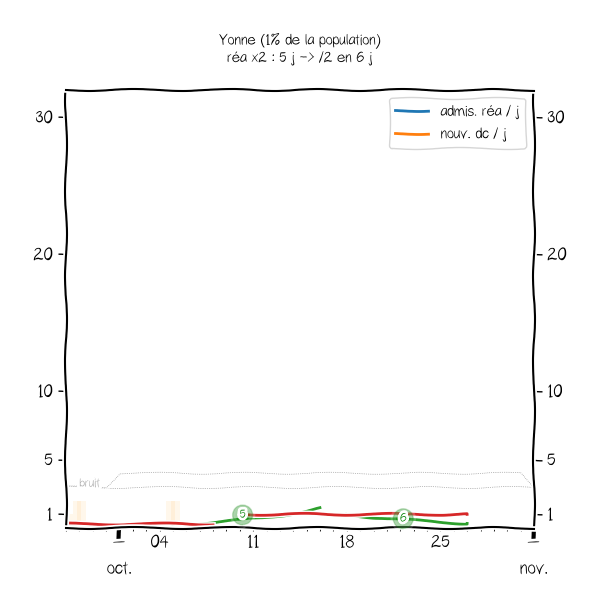 Yonne (1% de la population)
réa x2 : 5 j -> /2 en 6 j
admis. réa / j
nouv. dc / j
30
30
20
20
10
10
5
5
bruit
1
5
6
1
04
11
18
25
oct.
nov.